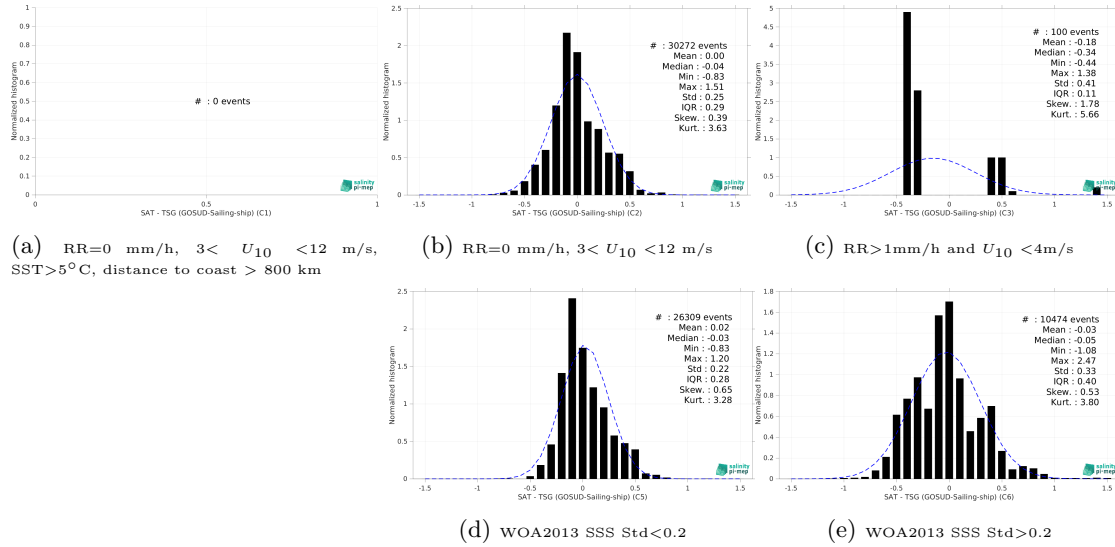 1
0.9
0.8
0.7
0.6
0.5
0.4
0.3
0.2
0.1
0
Normalized histogram
# : 0 events
salinity
pi-mep
0 0.5 1
SAT - TSG (GOSUD-Sailing-ship) (C1)
(a) RR=0 mm/h, 3< U10 <12 m/s,
SST>5°C, distance to coast > 800 km
2.5
2
1.5
1
0.5
0
Normalized histogram
# : 30272 events
Mean : 0.00
Median : -0.04
Min : -0.83
Max : 1.51
Std : 0.25
IQR : 0.29
Skew. : 0.39
Kurt. : 3.63
salinity
pi-mep
-1.5 -1 -0.5 0 0.5 1 1.5
SAT - TSG (GOSUD-Sailing-ship) (C2)
(b) RR=0 mm/h, 3< U10 <12 m/s
5
4.5
4
3.5
3
2.5
2
1.5
1
0.5
0
Normalized histogram
# : 100 events
Mean : -0.18
Median : -0.34
Min : -0.44
Max : 1.38
Std : 0.41
IQR : 0.11
Skew. : 1.78
Kurt. : 5.66
salinity
pi-mep
-1.5 -1 -0.5 0 0.5 1 1.5
SAT - TSG (GOSUD-Sailing-ship) (C3)
(c) RR>1mm/h and U10 <4m/s
2.5
2
1.5
1
0.5
0
Normalized histogram
# : 26309 events
Mean : 0.02
Median : -0.03
Min : -0.83
Max : 1.20
Std : 0.22
IQR : 0.28
Skew. : 0.65
Kurt. : 3.28
salinity
pi-mep
-1.5 -1 -0.5 0 0.5 1 1.5
SAT - TSG (GOSUD-Sailing-ship) (C5)
(d) WOA2013 SSS Std<0.2
1.8
1.6
1.4
1.2
1
0.8
0.6
0.4
0.2
0
Normalized histogram
# : 10474 events
Mean : -0.03
Median : -0.05
Min : -1.08
Max : 2.47
Std : 0.33
IQR : 0.40
Skew. : 0.53
Kurt. : 3.80
salinity
pi-mep
-1.5 -1 -0.5 0 0.5 1 1.5
SAT - TSG (GOSUD-Sailing-ship) (C6)
(e) WOA2013 SSS Std>0.2